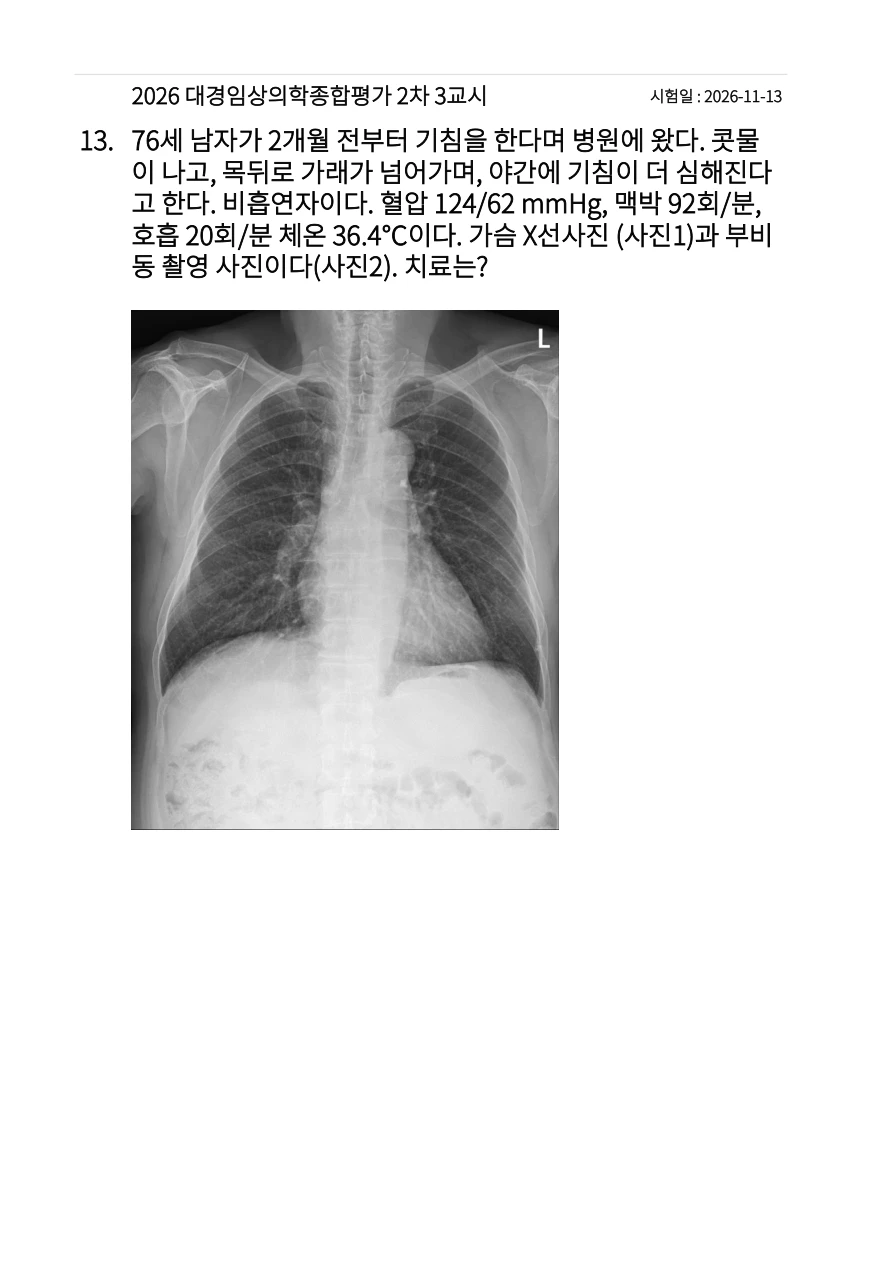 2026 대경임상의학종합평가 2차 3교시
시험일 : 2026-11-13
13. 76세 남자가 2개월 전부터 기침을 한다며 병원에 왔다. 콧물
이 나고, 목뒤로 가래가 넘어가며, 야간에 기침이 더 심해진다
고 한다. 비흡연자이다. 혈압 124/62 mmHg, 맥박 92회/분,
호흡 20회/분 체온 36.4℃이다. 가슴 X선사진 (사진1)과 부비
동 촬영 사진이다(사진2). 치료는?
L